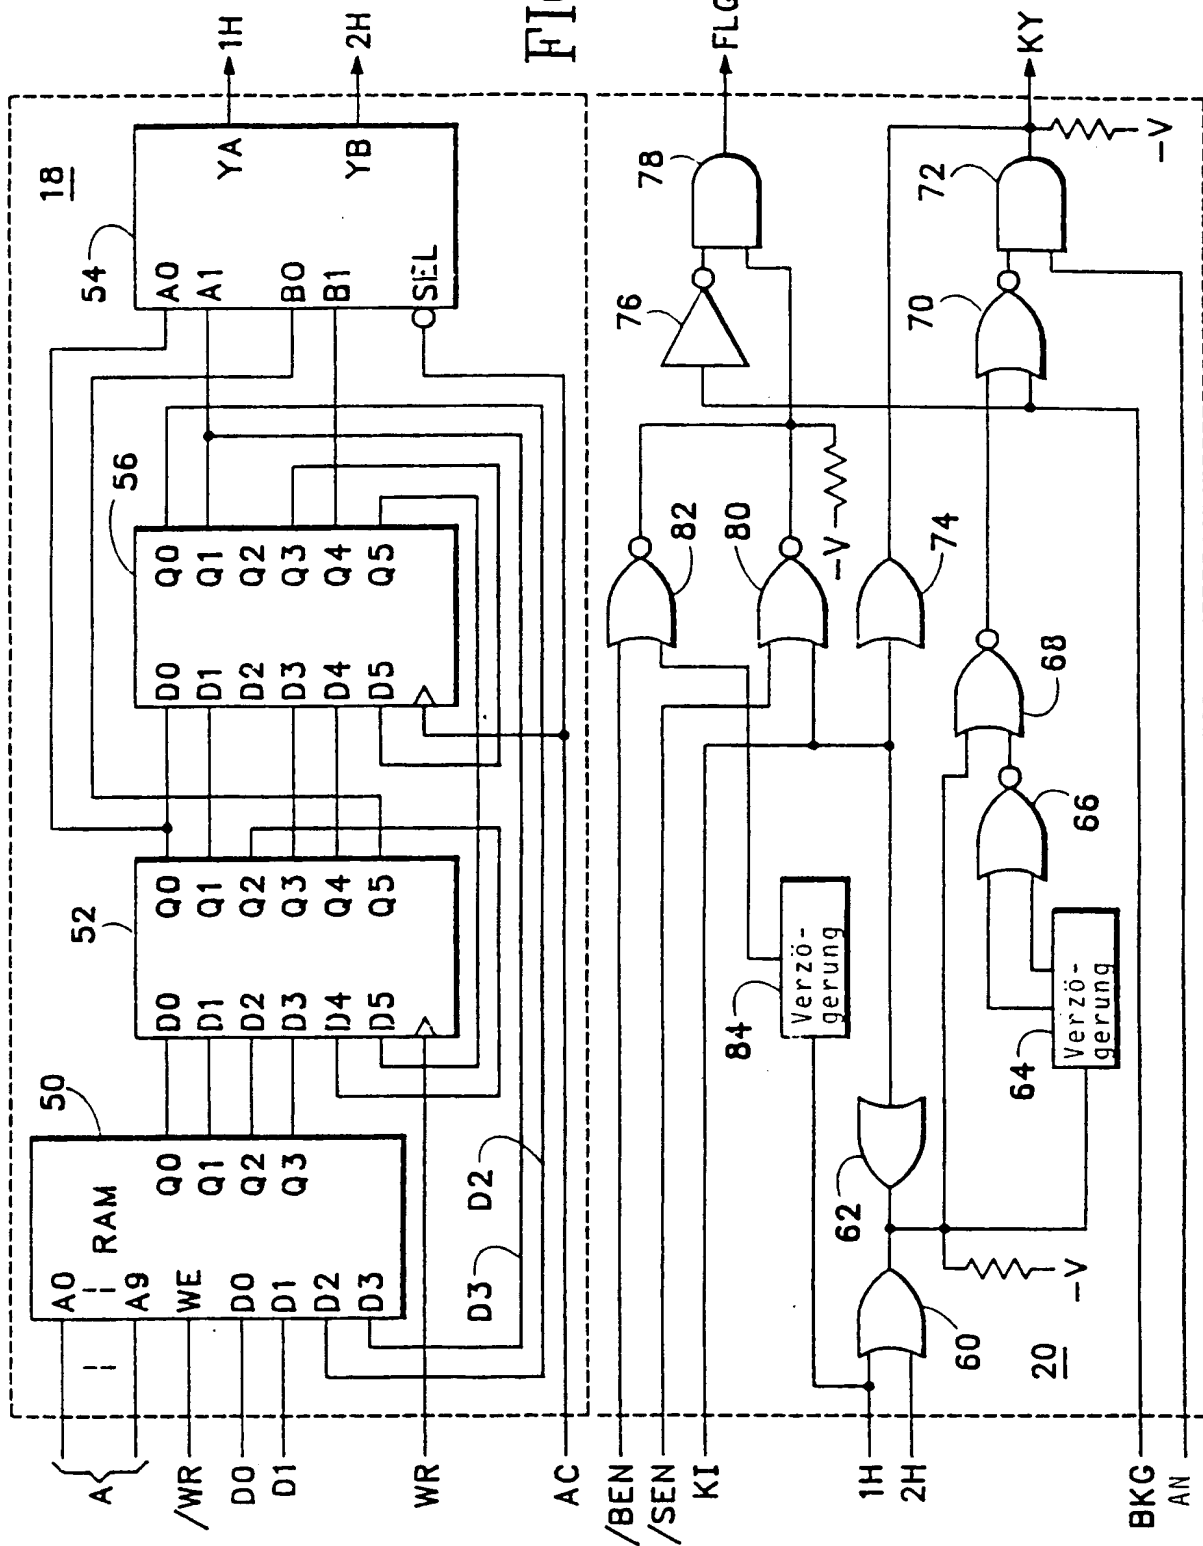 FI
18
54
A0
A1
B0
B1
SEL
YA
YB
1H
2H
56
D0
D1
D2
D3
D4
D5
Q0
Q1
Q2
Q3
Q4
Q5
52
D0
D1
D2
D3
D4
D5
Q0
Q1
Q2
Q3
Q4
Q5
50
RAM
A0
A9
WE
D0
D1
D2
D3
Q0
Q1
Q2
Q3
D3
D2
A
/WR
D0
D1
WR
AC
/BEN
/SEN
KI
1H
2H
BKG
AN
FLG
KY
78
76
82
80
-V
74
72
-V
70
68
66
84
Verzö-
gerung
64
Verzö-
gerung
62
60
-V
20